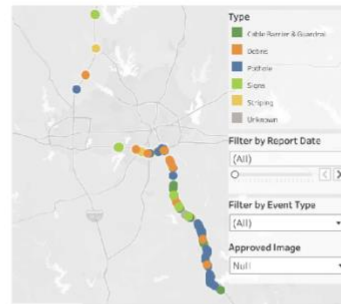 Type
Cable Barrier & Guardrail
Debris
Pothole
Signs
Striping
Unknown
Filter by Report Date
(All)
Filter by Event Type
(All)
Approved Image
Null